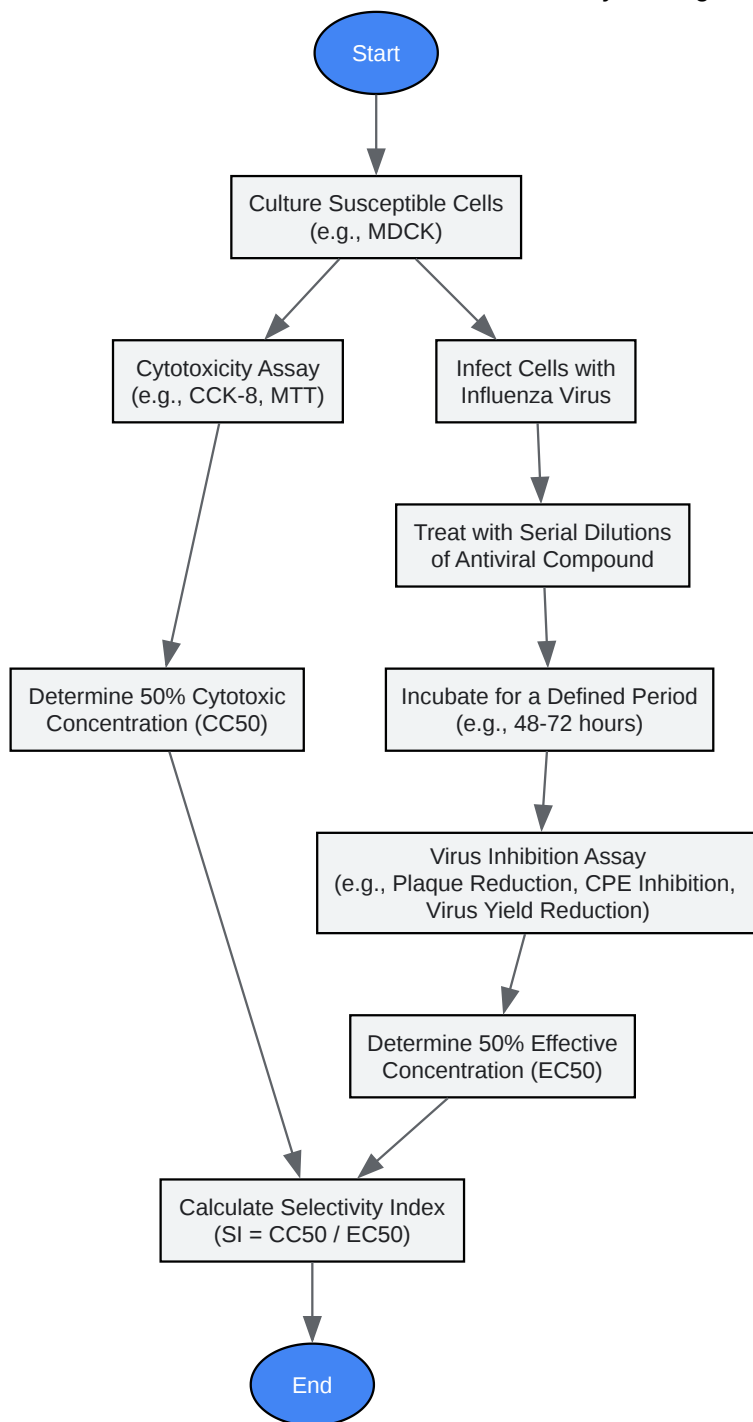 Start
Culture Susceptible Cells
(e.g., MDCK)
Cytotoxicity Assay
(e.g., CCK-8, MTT)
Infect Cells with
Influenza Virus
Treat with Serial Dilutions
of Antiviral Compound
Determine 50% Cytotoxic
Concentration (CC50)
Incubate for a Defined Period
(e.g., 48-72 hours)
Virus Inhibition Assay
(e.g., Plaque Reduction, CPE Inhibition,
Virus Yield Reduction)
Determine 50% Effective
Concentration (EC50)
Calculate Selectivity Index
(SI = CC50 / EC50)
End